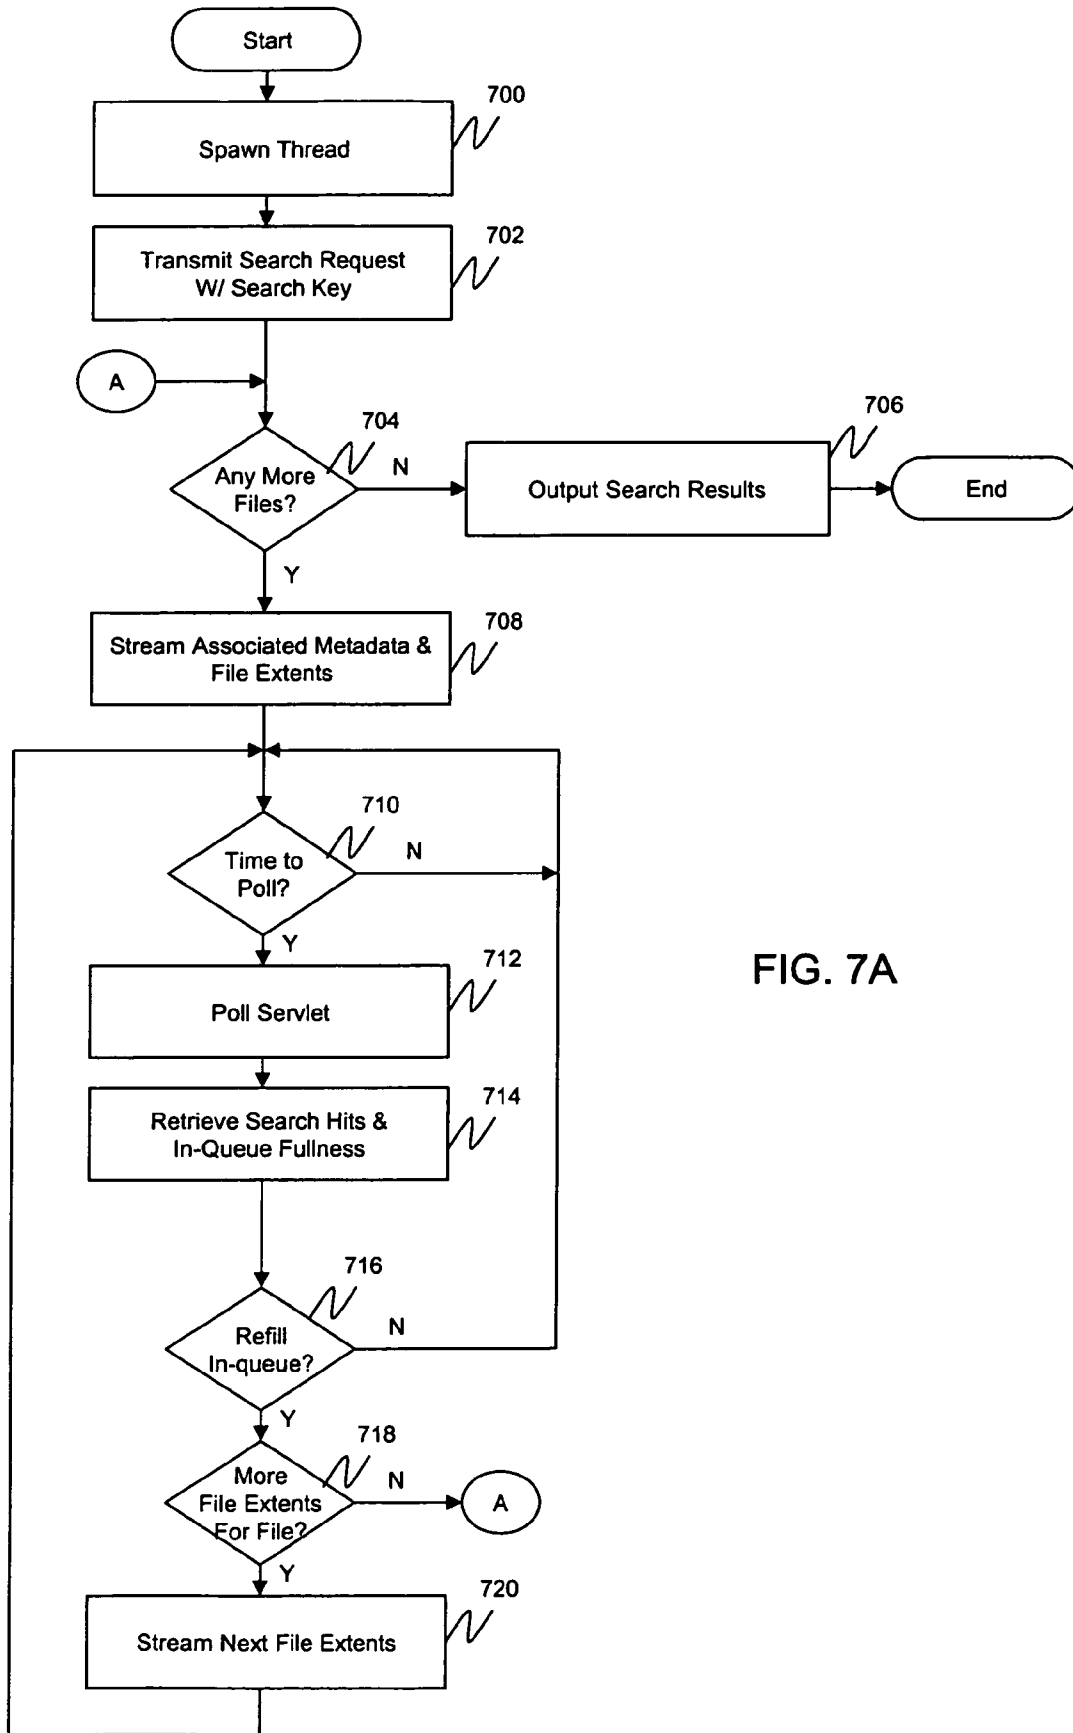 Start
700
Spawn Thread
702
Transmit Search Request
W/ Search Key
A
704
Any More
Files?
N
706
Output Search Results
End
Y
708
Stream Associated Metadada &
File Extents
710
Time to
Poll?
N
Y
712
Poll Servlet
FIG. 7A
714
Retrieve Search Hits &
In-Queue Fullness
716
Refill
In-queue?
N
Y
718
More
File Extents
For File?
N
A
Y
720
Stream Next File Extents